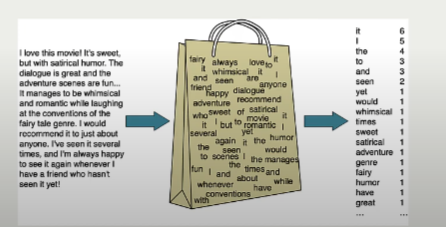 I love this movie! It's sweet,
but with satirical humor. The
dialogue is great and the
adventure scenes are fun...
It manages to be whimsical
and romantic while laughing
at the conventions of the
fairy tale genre. I would
recommend it to just about
anyone. I've seen it several
times, and I'm always happy
to see it again whenever I
have a friend who hasn't
seen it yet!
fairy always love to it
it whimsical it I
and seen are anyone
friend happy dialogue
adventure recommend
who sweet of satirical
it I but to movie it
romantic I
several yet
again it the humor
the seen would
to scenes I the manages
fun I the times and
and about while
whenever have
conventions
with
it 6
I 5
the 4
to 3
and 3
seen 2
yet 1
would 1
whimsical 1
times 1
sweet 1
satirical 1
adventure 1
genre 1
fairy 1
humor 1
have 1
great 1
... ...